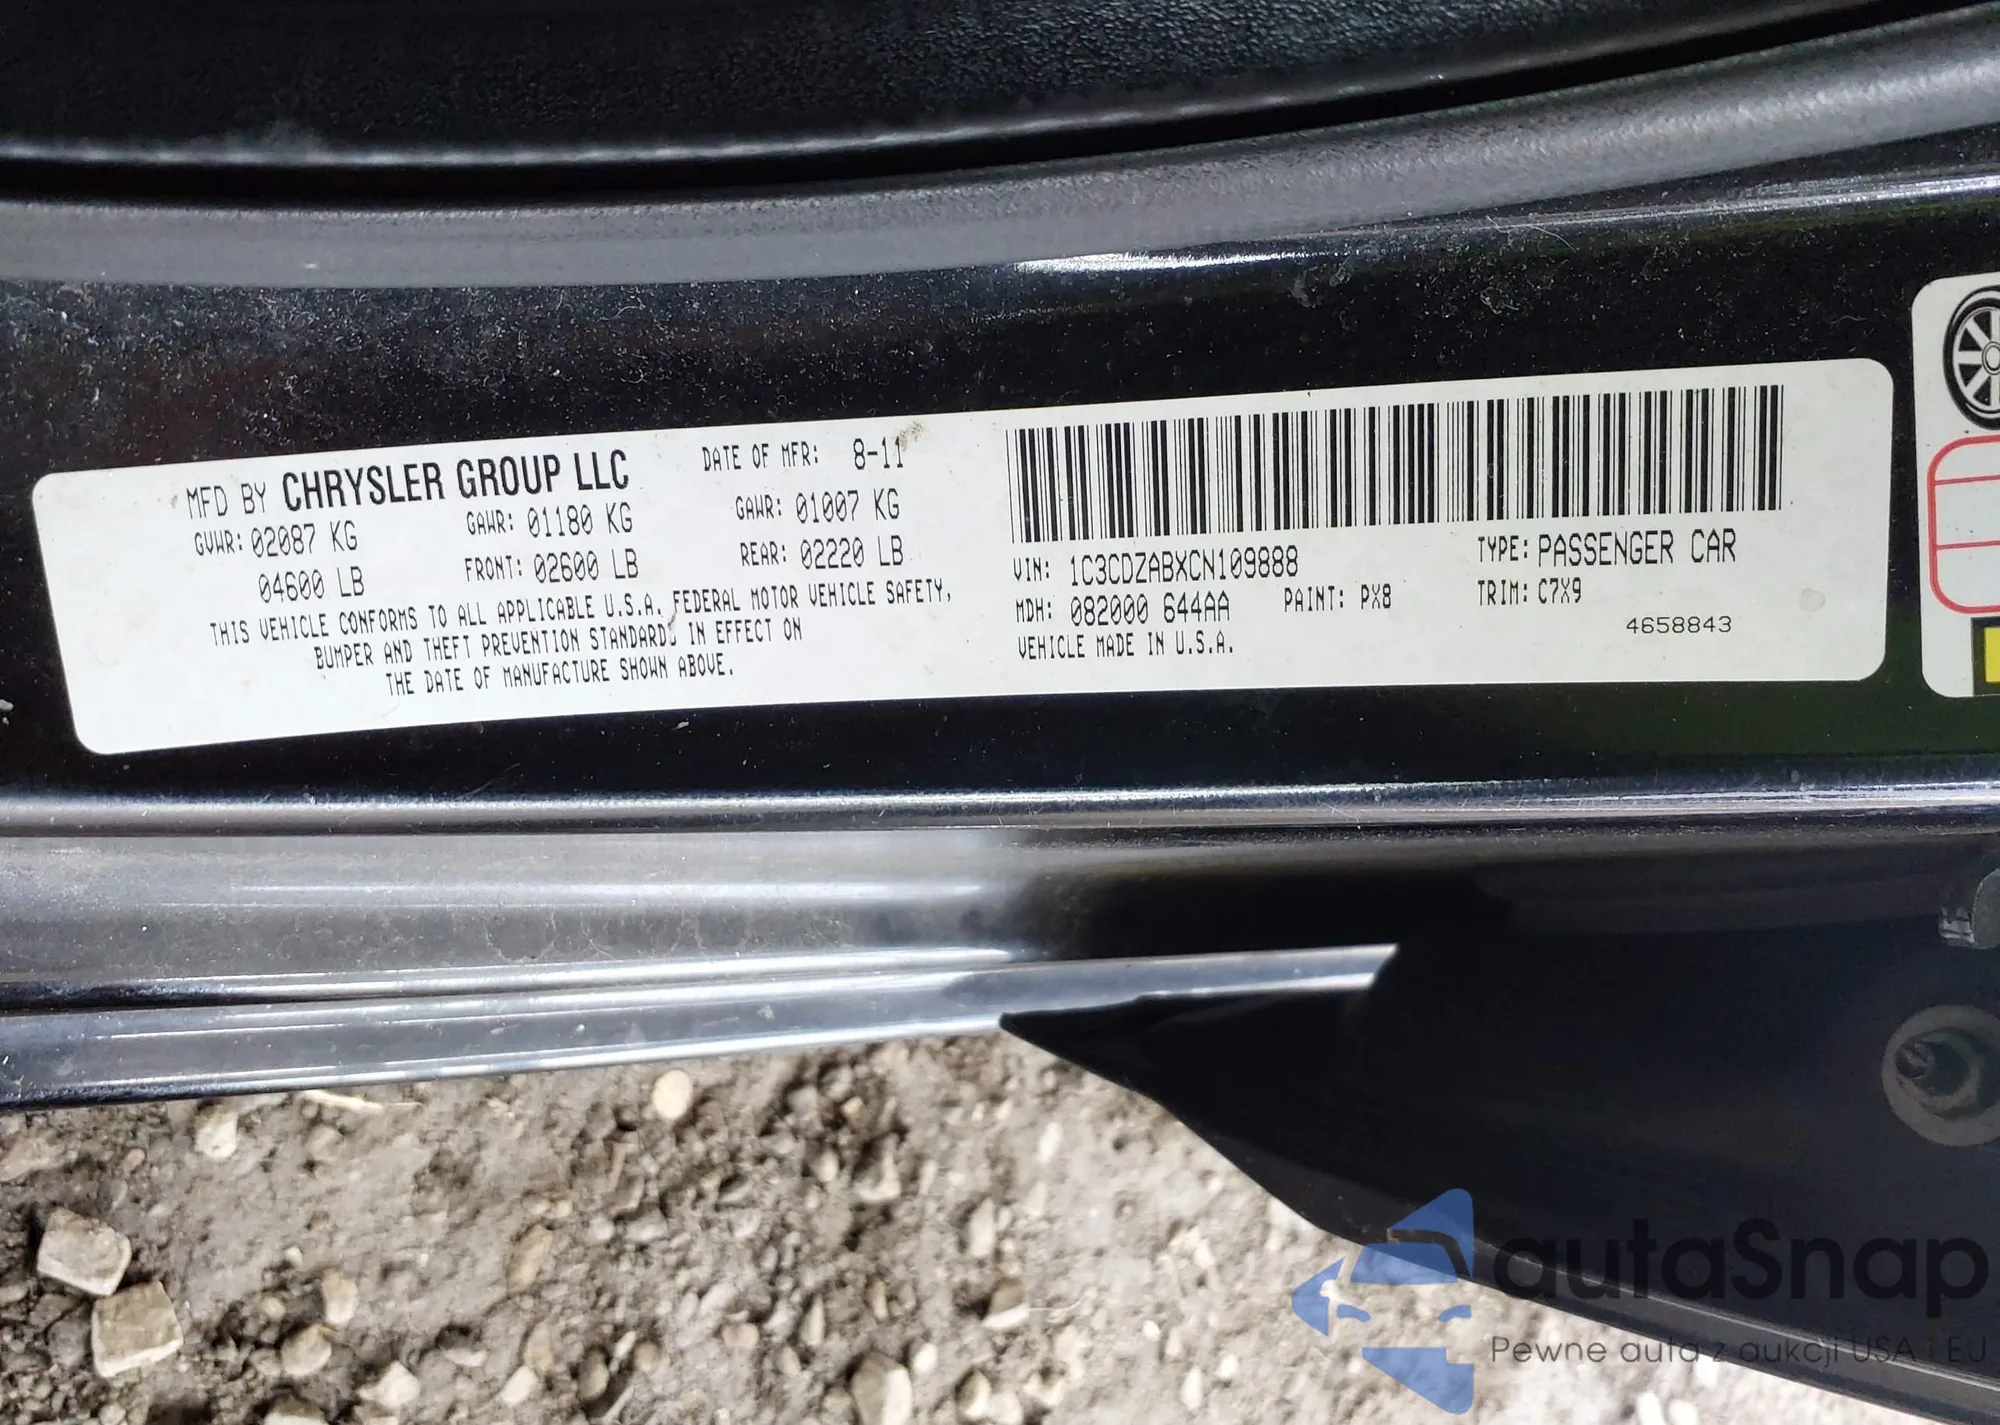 MFD BY CHRYSLER GROUP LLC
DATE OF MFR: 8-11
GVWR: 02087 KG
GAWR: 01180 KG
GAWR: 01007 KG
04600 LB
FRONT: 02600 LB
REAR: 02220 LB
THIS VEHICLE CONFORMS TO ALL APPLICABLE U.S.A. FEDERAL MOTOR VEHICLE SAFETY,
BUMPER AND THEFT PREVENTION STANDARDS IN EFFECT ON
THE DATE OF MANUFACTURE SHOWN ABOVE.
VIN: 1C3CDZABXCN109888
TYPE: PASSENGER CAR
MDH: 082000 644AA
PAINT: PX8
TRIM: C7X9
VEHICLE MADE IN U.S.A.
4658843
autaSnap
Pewne auta z aukcji USA i EU